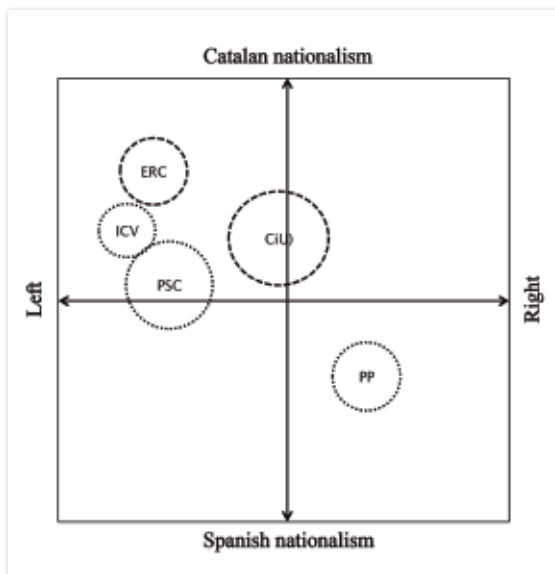 Catalan nationalism
ERC
ICV
CiU)
PSC
Left
Right
PP
Spanish nationalism